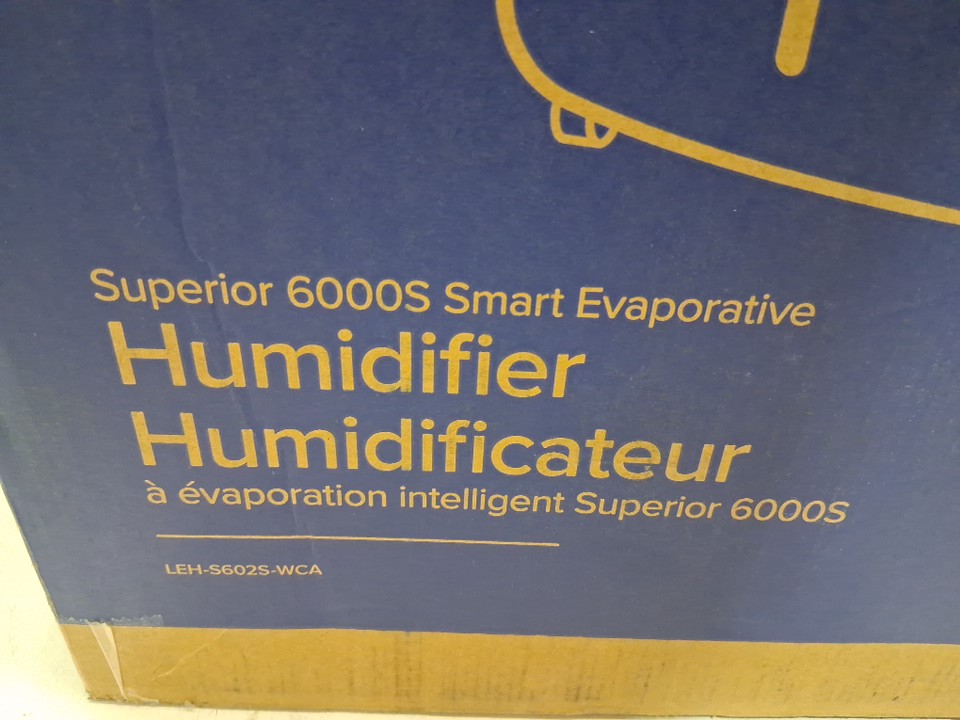 Superior 6000S Smart Evaporative
Humidifier
Humidificateur
à évaporation intelligent Superior 6000S
LEH-S602S-WCA